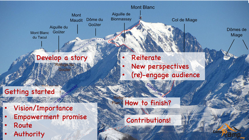 Mont Blanc
Mont Maudit
Aiguille de Bionnassay
Col du Miage
Aiguille du Goûter
Dôme du Goûter
Mont Blanc du Tacul
Dômes de Miage
Develop a story
• Reiterate
• New perspectives
• (re)-engage audience
Getting started
• Vision/Importance
• Empowerment promise
• Route
• Authority
How to finish?
Contributions!